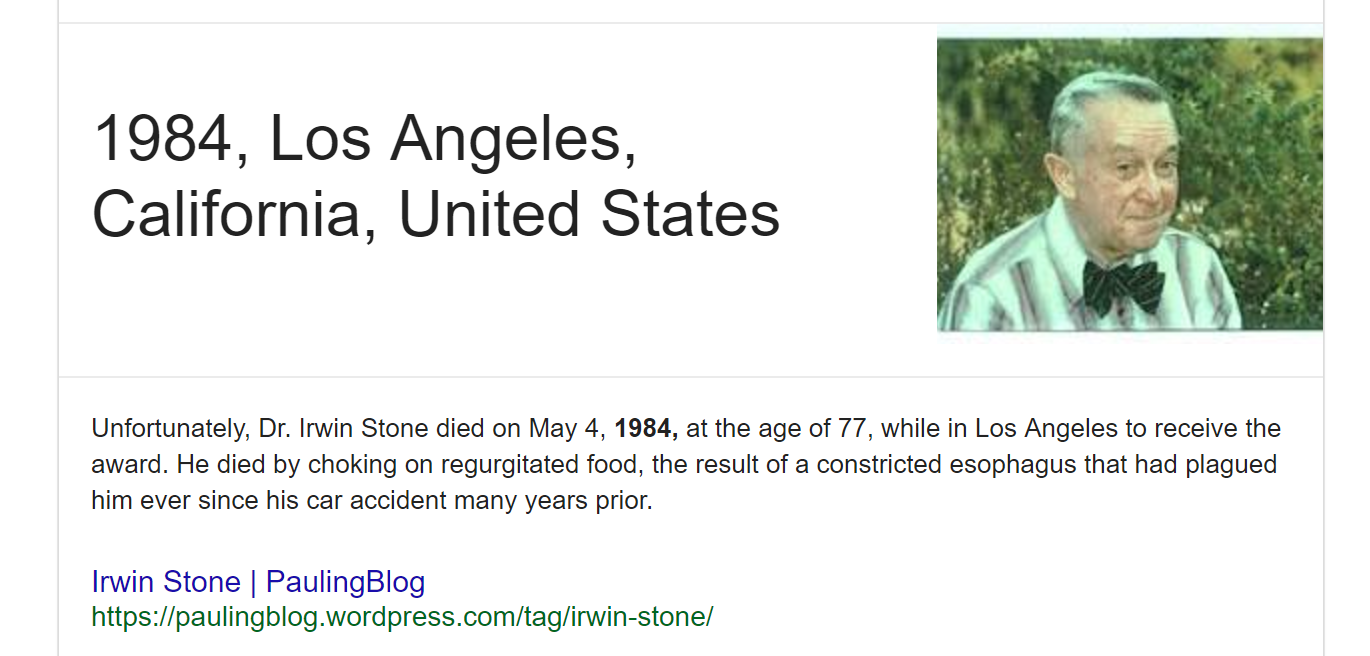 1984, Los Angeles,
California, United States
Unfortunately, Dr. Irwin Stone died on May 4, 1984, at the age of 77, while in Los Angeles to receive the
award. He died by choking on regurgitated food, the result of a constricted esophagus that had plagued
him ever since his car accident many years prior.
Irwin Stone | PaulingBlog
https://paulingblog.wordpress.com/tag/irwin-stone/